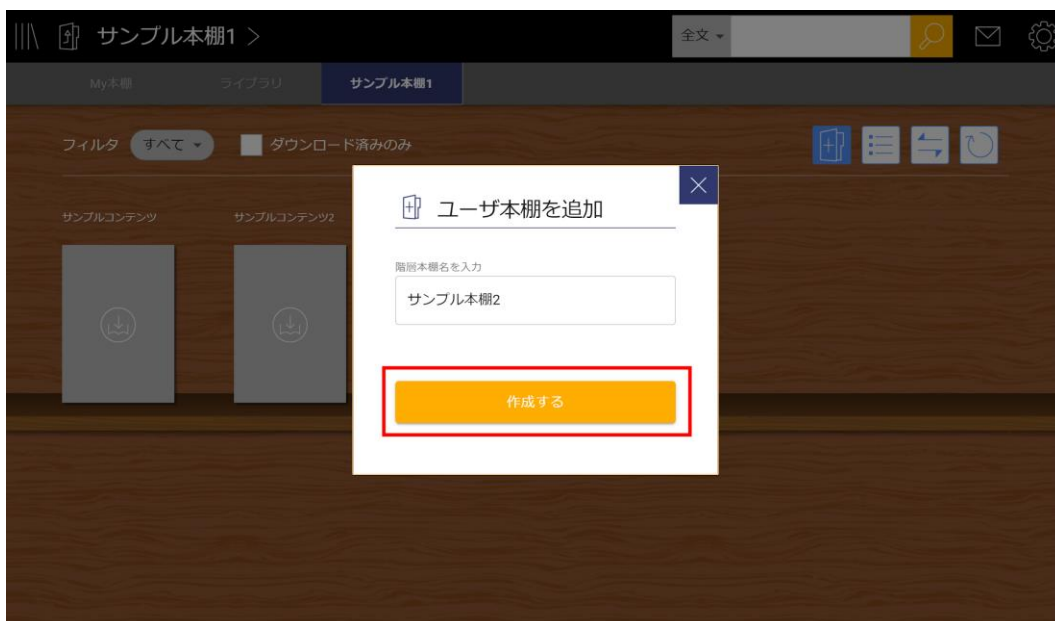 サンプル本棚1 >
全文
My本棚
ライブラリ
サンプル本棚1
フィルタ
すべて
ダウンロード済みのみ
サンプルコンテンツ
サンプルコンテンツ2
ユーザ本棚を追加
階層本棚名を入力
サンプル本棚2
作成する